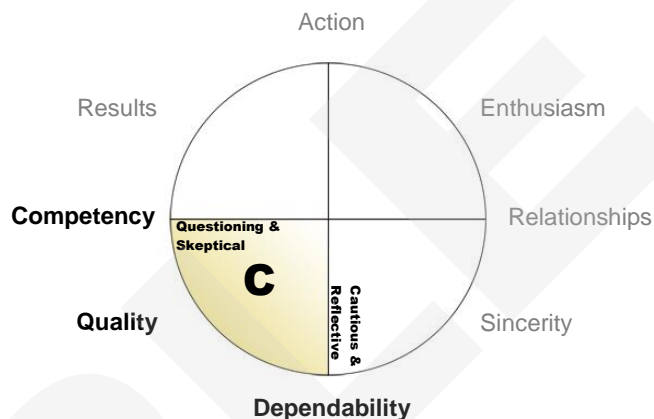 Action
Results
Enthusiasm
Competency
Relationships
Questioning &
Skeptical
C
Cautious &
Reflective
Quality
Sincerity
Dependability